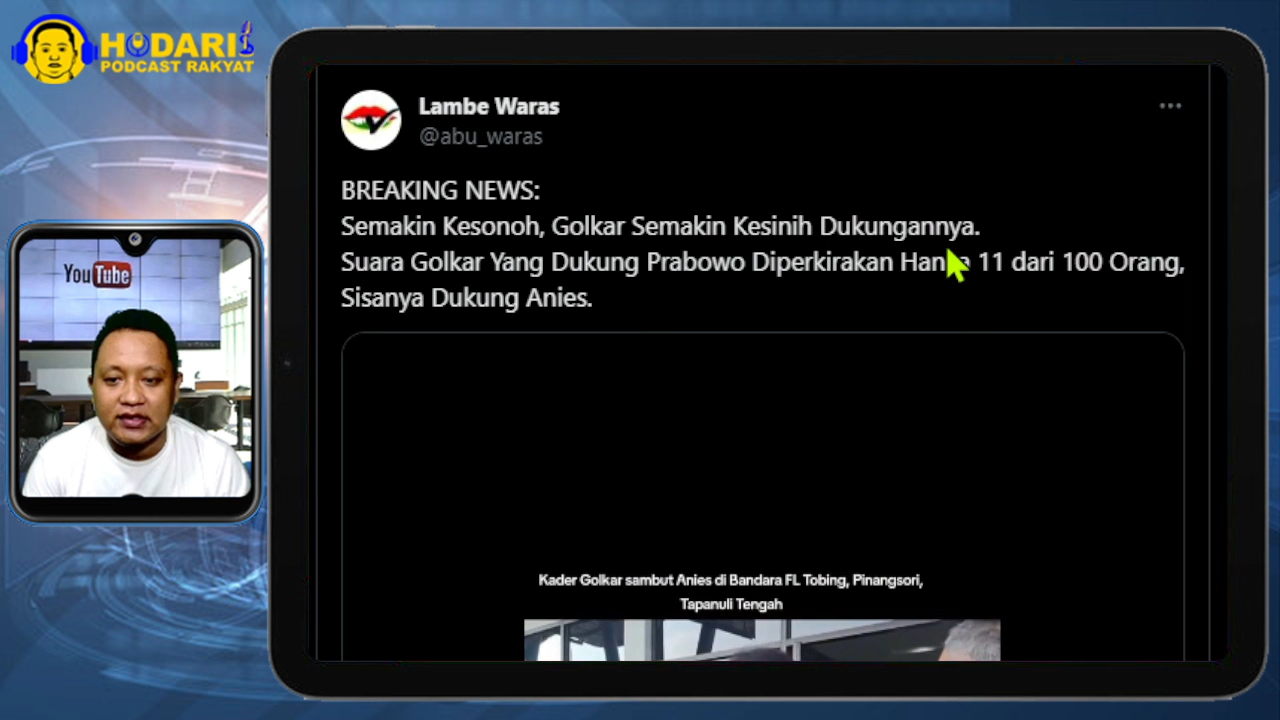 HODARI
PODCAST RAKYAT
YouTube
Lambe Waras
@abu_waras
BREAKING NEWS:
Semakin Kesonoh, Golkar Semakin Kesinih Dukungannya.
Suara Golkar Yang Dukung Prabowo Diperkirakan Hanya 11 dari 100 Orang,
Sisanya Dukung Anies.
Kader Golkar sambut Anies di Bandara FL Tobing, Pinangsori,
Tapanuli Tengah